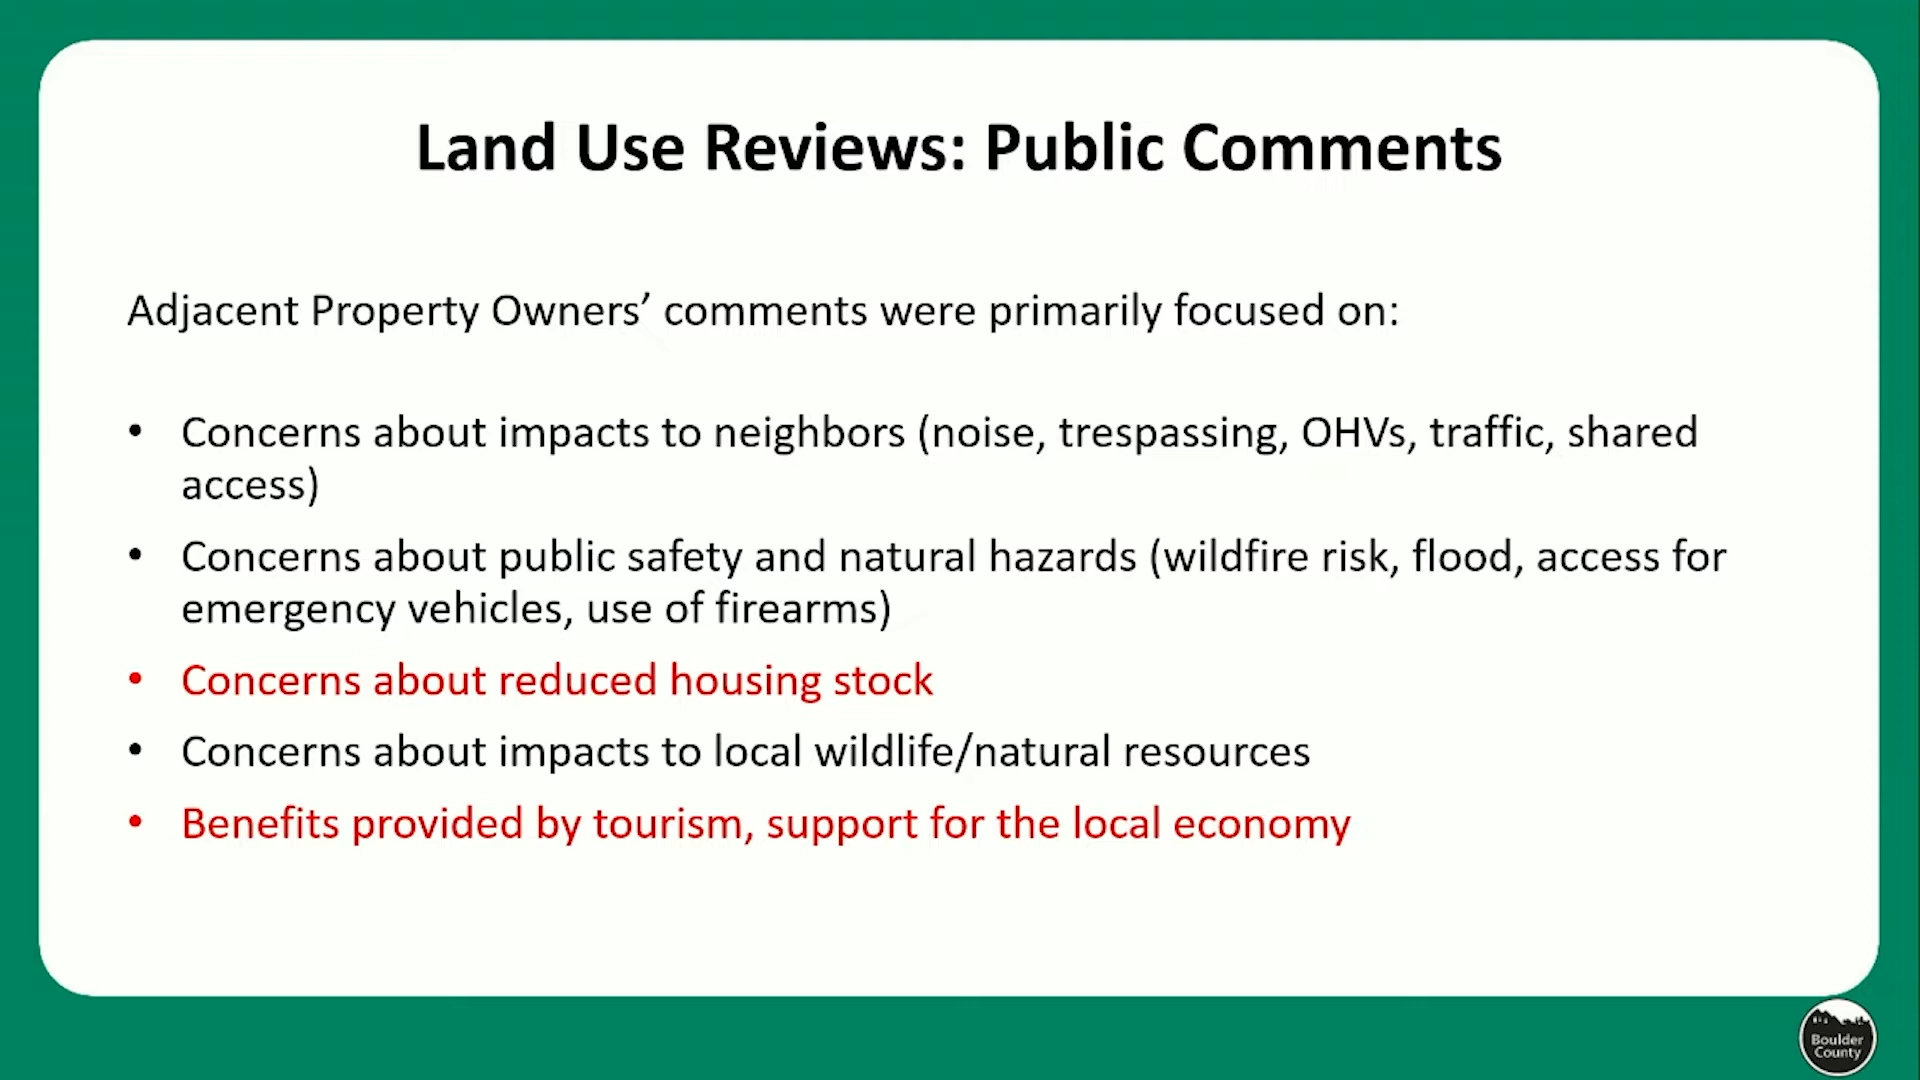 Land Use Reviews: Public Comments
Adjacent Property Owners’ comments were primarily focused on:
• Concerns about impacts to neighbors (noise, trespassing, OHVs, traffic, shared
access)
• Concerns about public safety and natural hazards (wildfire risk, flood, access for
emergency vehicles, use of firearms)
• Concerns about reduced housing stock
• Concerns about impacts to local wildlife/natural resources
• Benefits provided by tourism, support for the local economy
Boulder
County